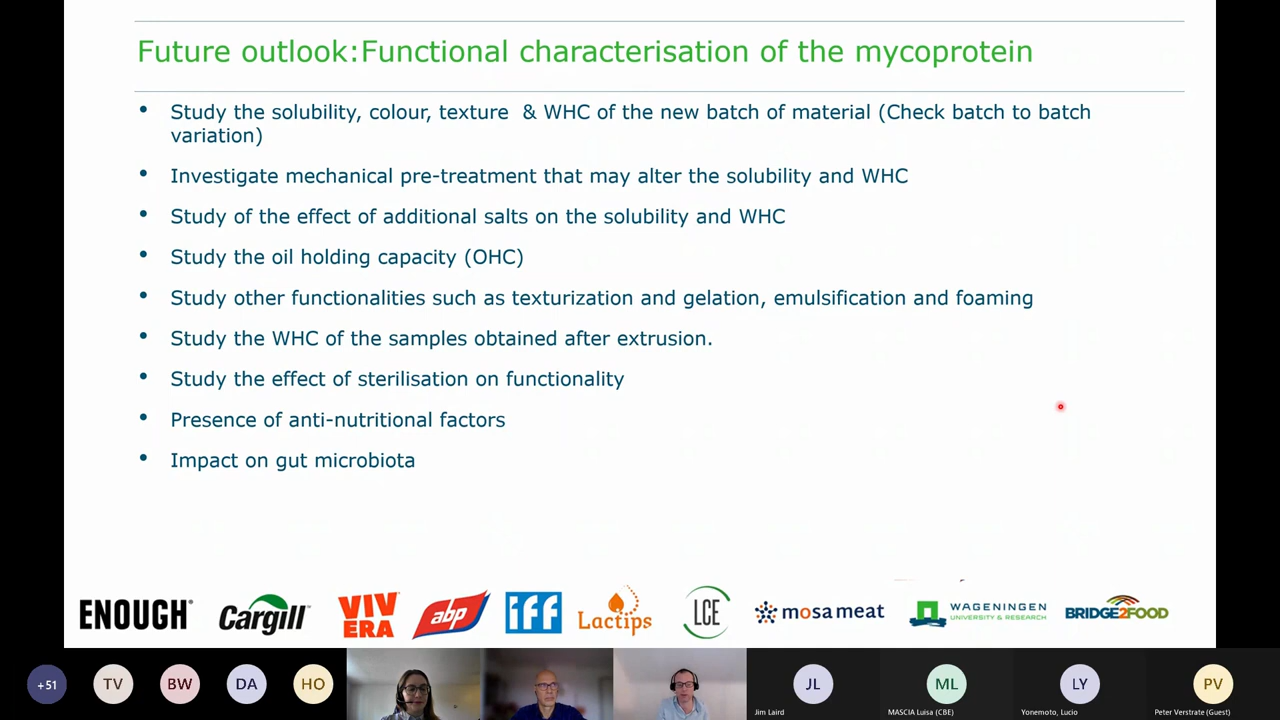 Future outlook:Functional characterisation of the mycoprotein
• Study the solubility, colour, texture & WHC of the new batch of material (Check batch to batch
variation)
• Investigate mechanical pre-treatment that may alter the solubility and WHC
• Study of the effect of additional salts on the solubility and WHC
• Study the oil holding capacity (OHC)
• Study other functionalities such as texturization and gelation, emulsification and foaming
• Study the WHC of the samples obtained after extrusion.
• Study the effect of sterilisation on functionality
• Presence of anti-nutritional factors
• Impact on gut microbiota
ENOUGH
Cargill
VIV
ERA
abp
iff
Lactips
LCE
mosa meat
WAGENINGEN
UNIVERSITY & RESEARCH
BRIDGE2FOOD
+51
TV
BW
DA
HO
JL
Jim Laird
ML
MASCIA Luisa (CBE)
LY
Yonemoto, Lucio
PV
Peter Verstrate (Guest)